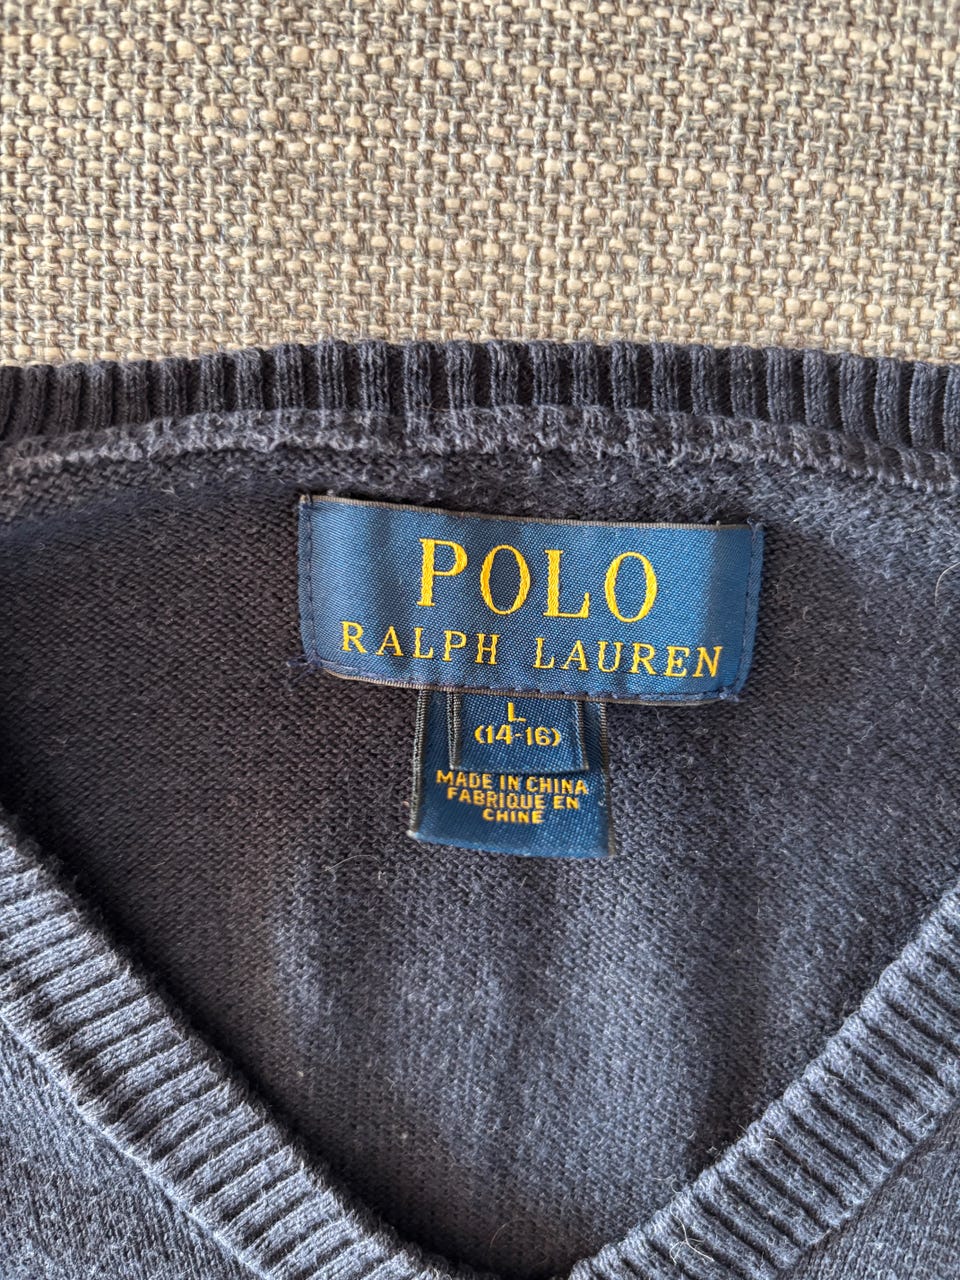 POLO
RALPH LAUREN
L
(14-16)
MADE IN CHINA
FABRIQUE EN
CHINE